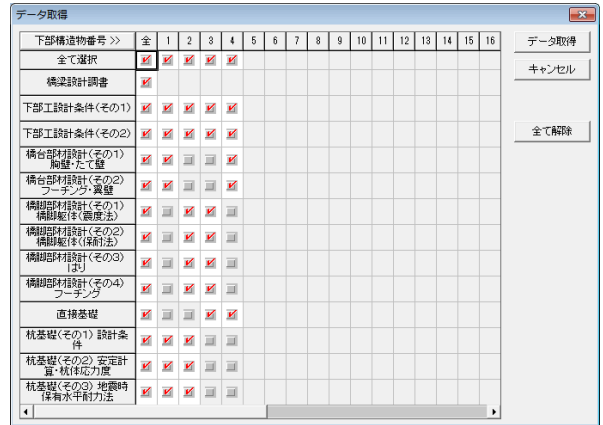 データ取得
下部構造物番号 >> 全 1 2 3 4 5 6 7 8 9 10 11 12 13 14 15 16
データ取得
全て選択
キャンセル
橋梁設計調書
下部工設計条件(その1)
下部工設計条件(その2)
全て解除
橋台部材設計(その1)
胸壁・たて壁
橋台部材設計(その2)
フーチング・翼壁
橋脚部材設計(その1)
橋脚躯体(震度法)
橋脚部材設計(その2)
橋脚躯体(保耐法)
橋脚部材設計(その3)
はり
橋脚部材設計(その4)
フーチング
直接基礎
杭基礎(その1) 設計条
件
杭基礎(その2) 安定計
算・杭体応力度
杭基礎(その3) 地震時
保有水平耐力法